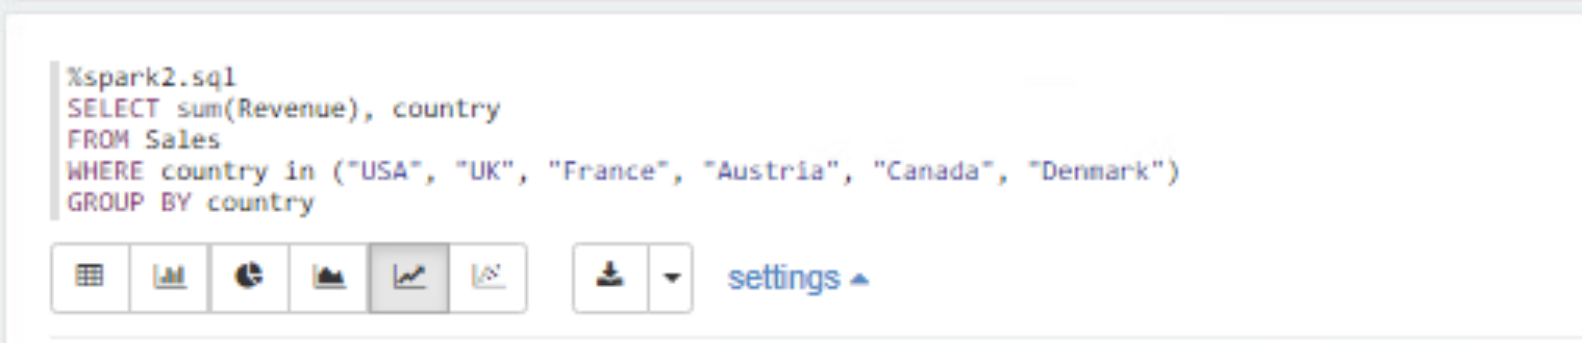 %spark2.sql
SELECT sum(Revenue), country
FROM Sales
WHERE country in ("USA", "UK", "France", "Austria", "Canada", "Denmark")
GROUP BY country
settings